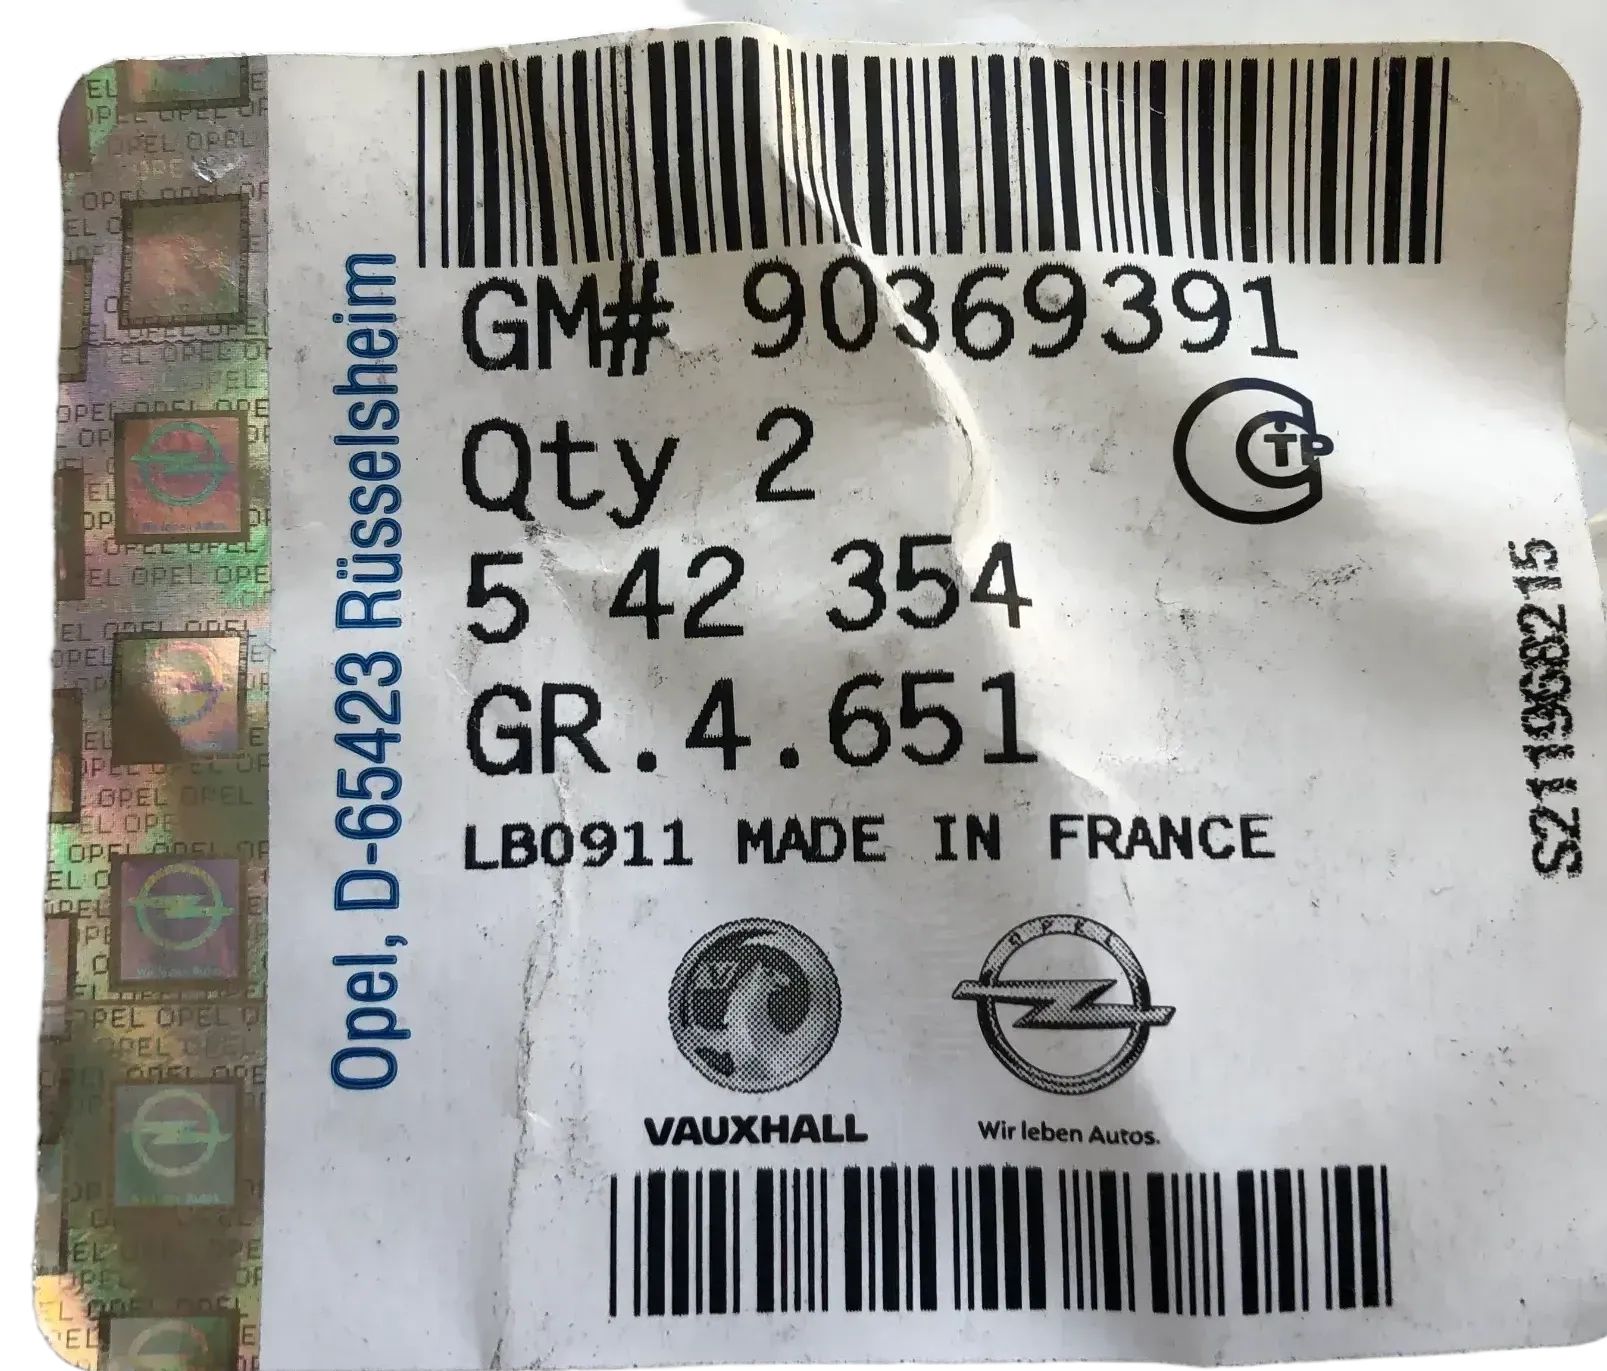 GM# 90369391
Qty 2
5 42 354
GR.4.651
LB0911 MADE IN FRANCE
VAUXHALL
OPEL
Wir leben Autos.
Opel, D-65423 Rüsselsheim